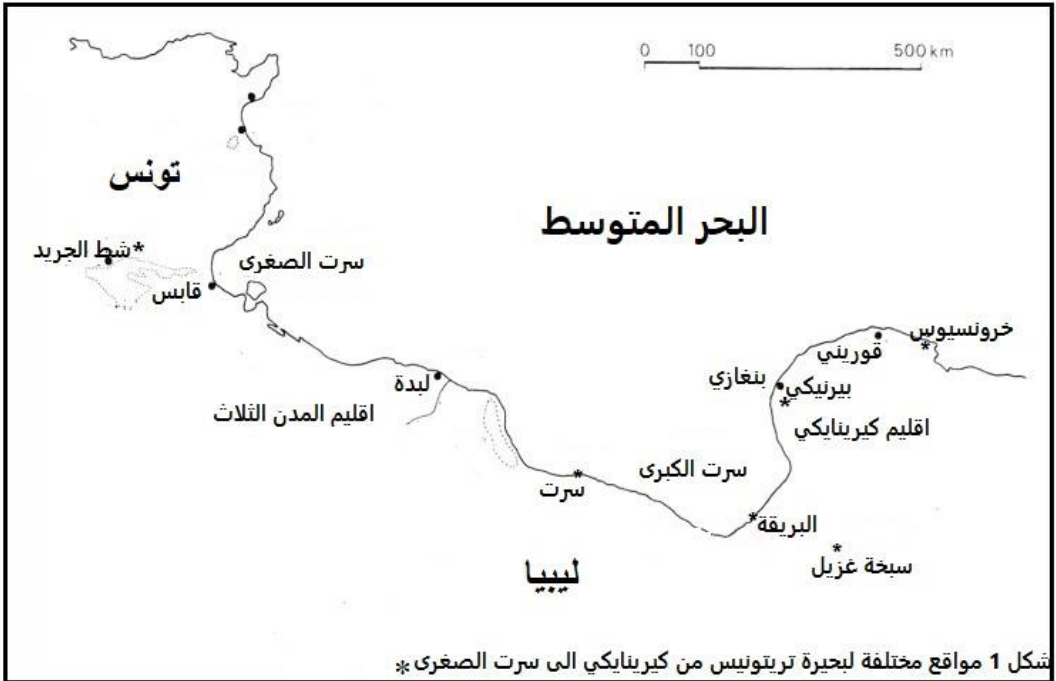 0 100 500 km
تونس
البحر المتوسط
*شط الجريد
سرت الصغرى
قابس
خرونسيوس
*
قوريني
بنغازي
بيرنيكي
*
لبدة
اقليم المدن الثلاث
اقليم كيرينايكي
سرت الكبرى
*
سرت
*
البريقة
*
سبخة غزيل
ليبيا
شكل 1 مواقع مختلفة لبحيرة تريتونيس من كيرينايكي الى سرت الصغرى *